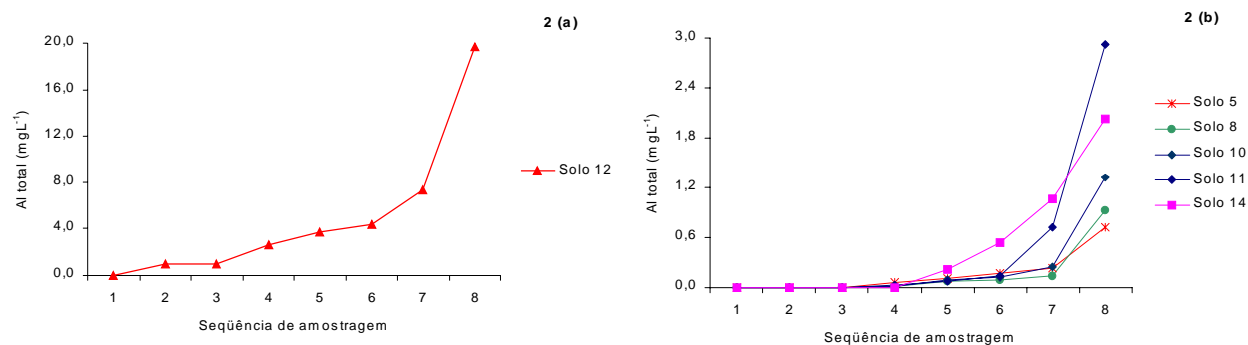 2 (a)
Al total (mgL⁻¹)
20,0
16,0
12,0
8,0
4,0
0,0
1 2 3 4 5 6 7 8
Seqüência de amostragem
Solo 12
2 (b)
Al total (mgL⁻¹)
3,0
2,4
1,8
1,2
0,6
0,0
1 2 3 4 5 6 7 8
Seqüência de amostragem
Solo 5
Solo 8
Solo 10
Solo 11
Solo 14